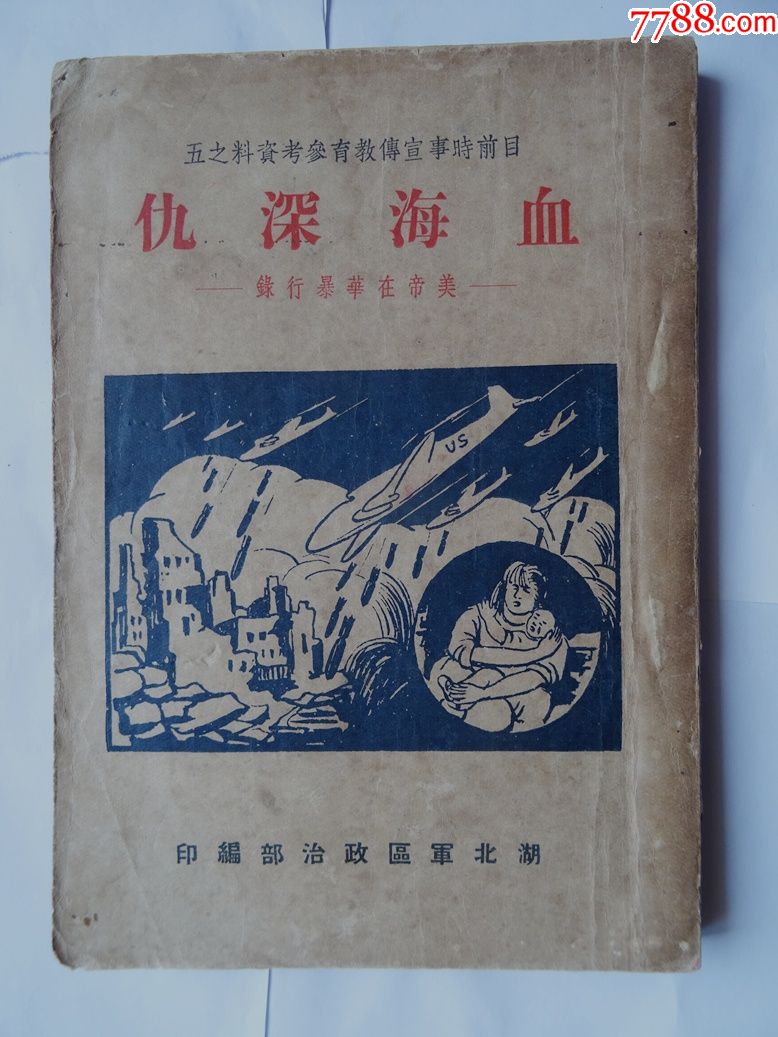 7788.com
目前時事宣傳教育參考資料之五
血海深仇
——美帝在華暴行錄——
US
湖北軍區政治部編印